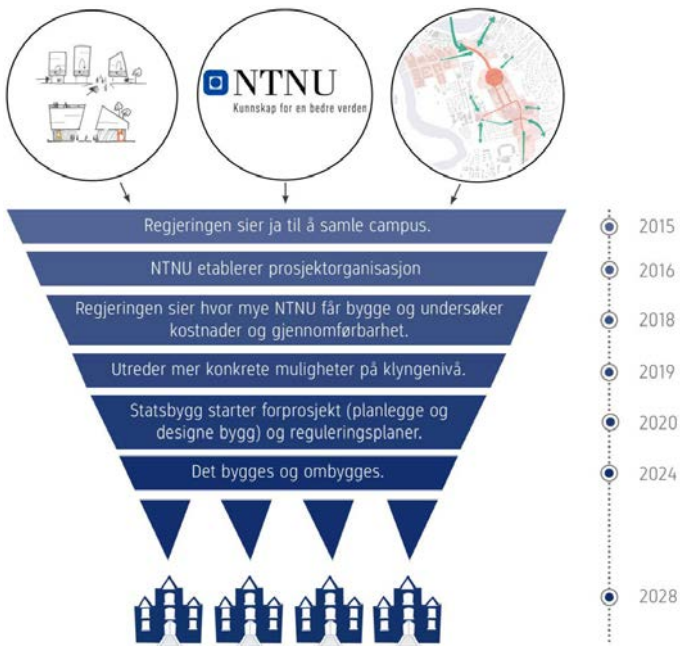 NTNU
Kunnskap for en bedre verden
Regjeringen sier ja til å samle campus.
2015
NTNU etablerer prosjektorganisasjon
2016
Regjeringen sier hvor mye NTNU får bygge og undersøker
kostnader og gjennomførbarhet.
2018
Utreder mer konkrete muligheter på klyngenivå.
2019
Statsbygg starter forprosjekt (planlegge og
designe bygg) og reguleringsplaner.
2020
Det bygges og ombygges.
2024
2028